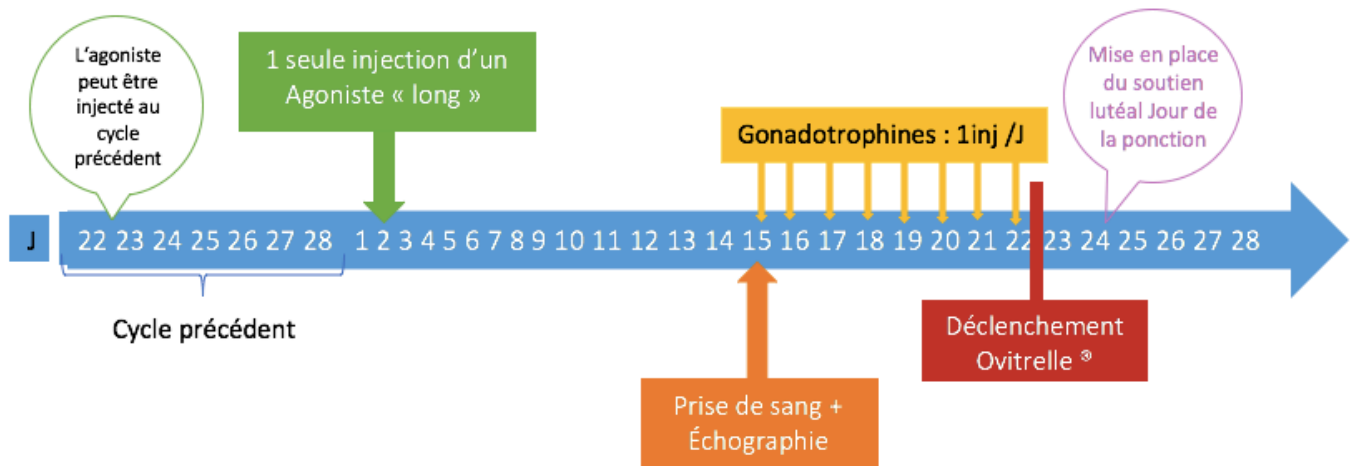 L'agoniste
peut être
injecté au
cycle
précédent
1 seule injection d'un
Agoniste « long »
Gonadotrophines : 1inj /J
Mise en place
du soutien
lutéal Jour de
la ponction
J 22 23 24 25 26 27 28 1 2 3 4 5 6 7 8 9 10 11 12 13 14 15 16 17 18 19 20 21 22 23 24 25 26 27 28
Cycle précédent
Déclenchement
Ovitrelle ®
Prise de sang +
Échographie